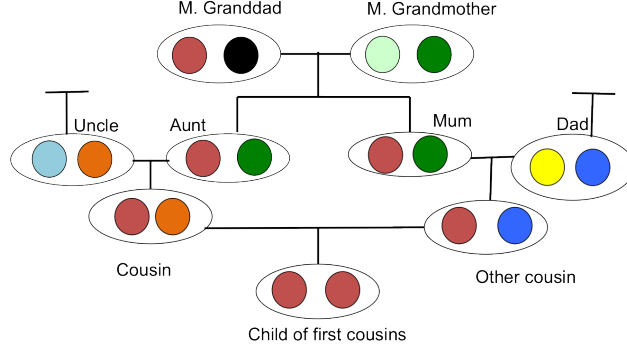 M. Granddad
M. Grandmother
Uncle
Aunt
Mum
Dad
Cousin
Other cousin
Child of first cousins